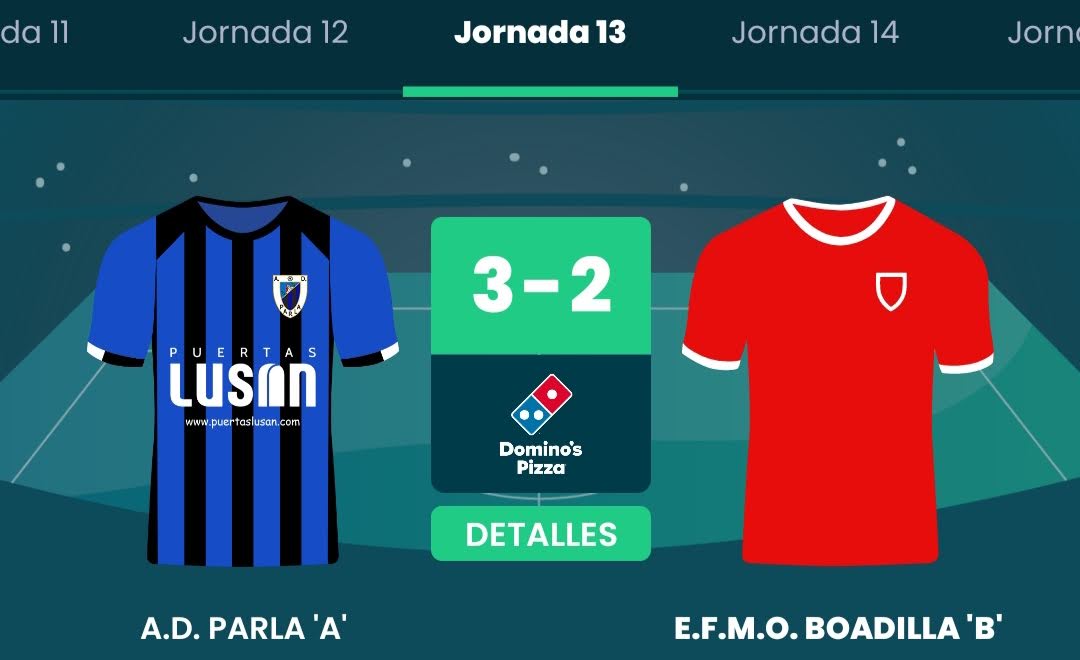 da 11
Jornada 12
Jornada 13
Jornada 14
Jorn
3-2
A. D.
PARLA
PUERTAS
LUSAN
www.puertaslusan.com
Domino's
Pizza
DETALLES
A.D. PARLA 'A'
E.F.M.O. BOADILLA 'B'